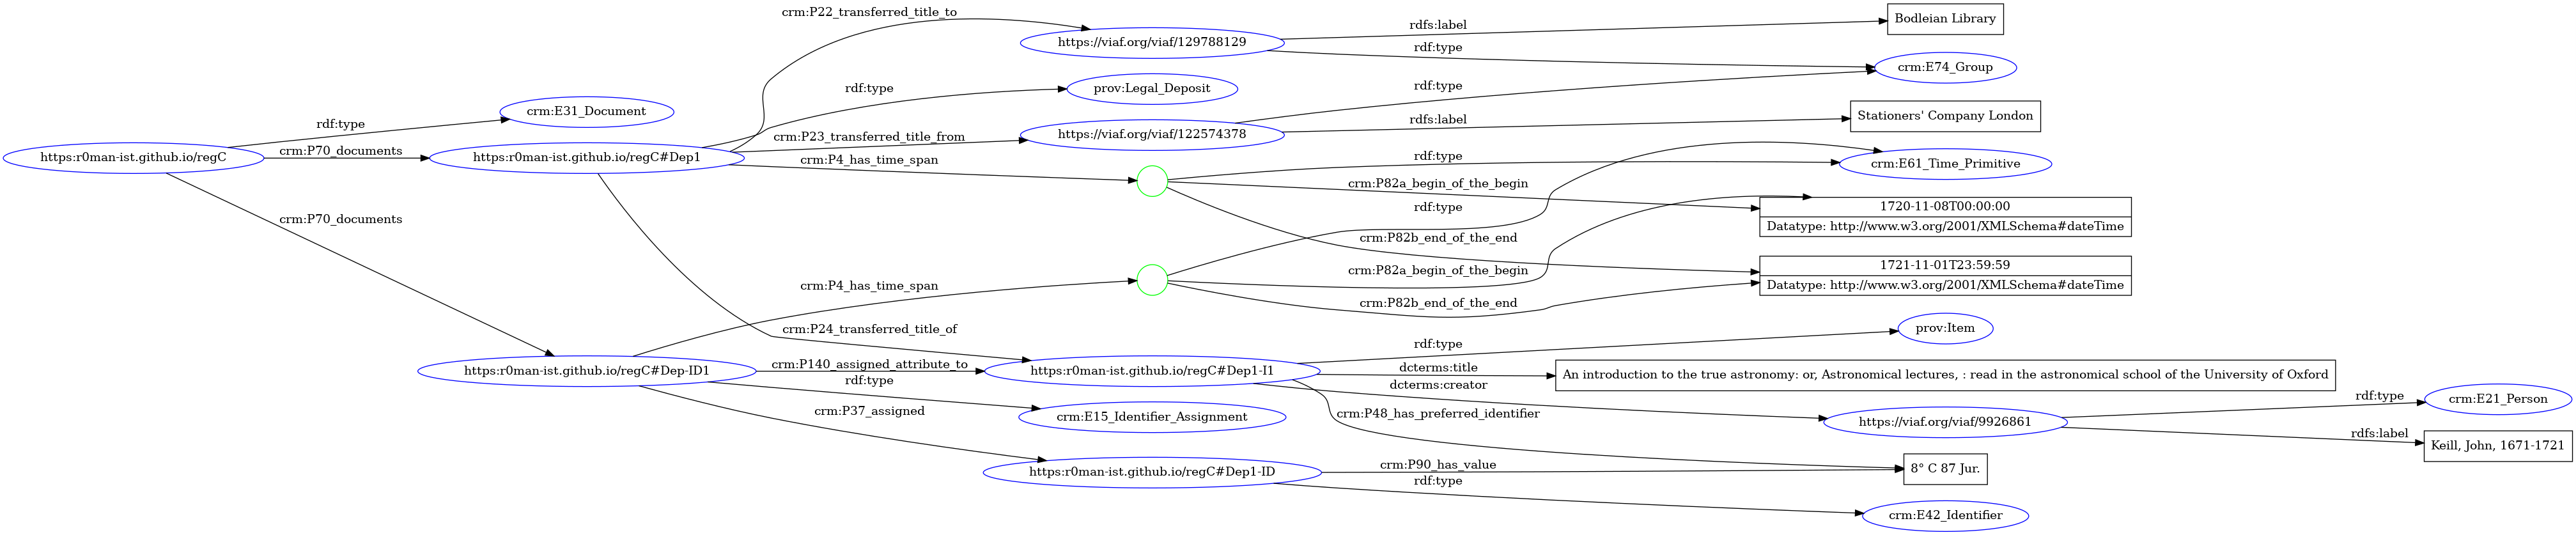 crm:P22_transferred_title_to
https://viaf.org/viaf/129788129
rdfs:label
Bodleian Library
rdf:type
crm:E74_Group
rdf:type
prov:Legal_Deposit
rdf:type
crm:E31_Document
rdf:type
https:r0man-ist.github.io/regC
crm:P70_documents
https:r0man-ist.github.io/regC#Dep1
crm:P23_transferred_title_from
https://viaf.org/viaf/122574378
rdfs:label
Stationers' Company London
crm:P4_has_time_span
rdf:type
crm:E61_Time_Primitive
crm:P82a_begin_of_the_begin
rdf:type
1720-11-08T00:00:00
Datatype: http://www.w3.org/2001/XMLSchema#dateTime
crm:P70_documents
crm:P82b_end_of_the_end
crm:P82a_begin_of_the_begin
1721-11-01T23:59:59
Datatype: http://www.w3.org/2001/XMLSchema#dateTime
crm:P4_has_time_span
crm:P82b_end_of_the_end
crm:P24_transferred_title_of
rdf:type
prov:Item
https:r0man-ist.github.io/regC#Dep-ID1
crm:P140_assigned_attribute_to
https:r0man-ist.github.io/regC#Dep1-I1
dcterms:title
An introduction to the true astronomy: or, Astronomical lectures, : read in the astronomical school of the University of Oxford
rdf:type
dcterms:creator
crm:E15_Identifier_Assignment
crm:P37_assigned
crm:P48_has_preferred_identifier
https://viaf.org/viaf/9926861
rdf:type
crm:E21_Person
rdfs:label
Keill, John, 1671-1721
https:r0man-ist.github.io/regC#Dep1-ID
crm:P90_has_value
8° C 87 Jur.
rdf:type
crm:E42_Identifier